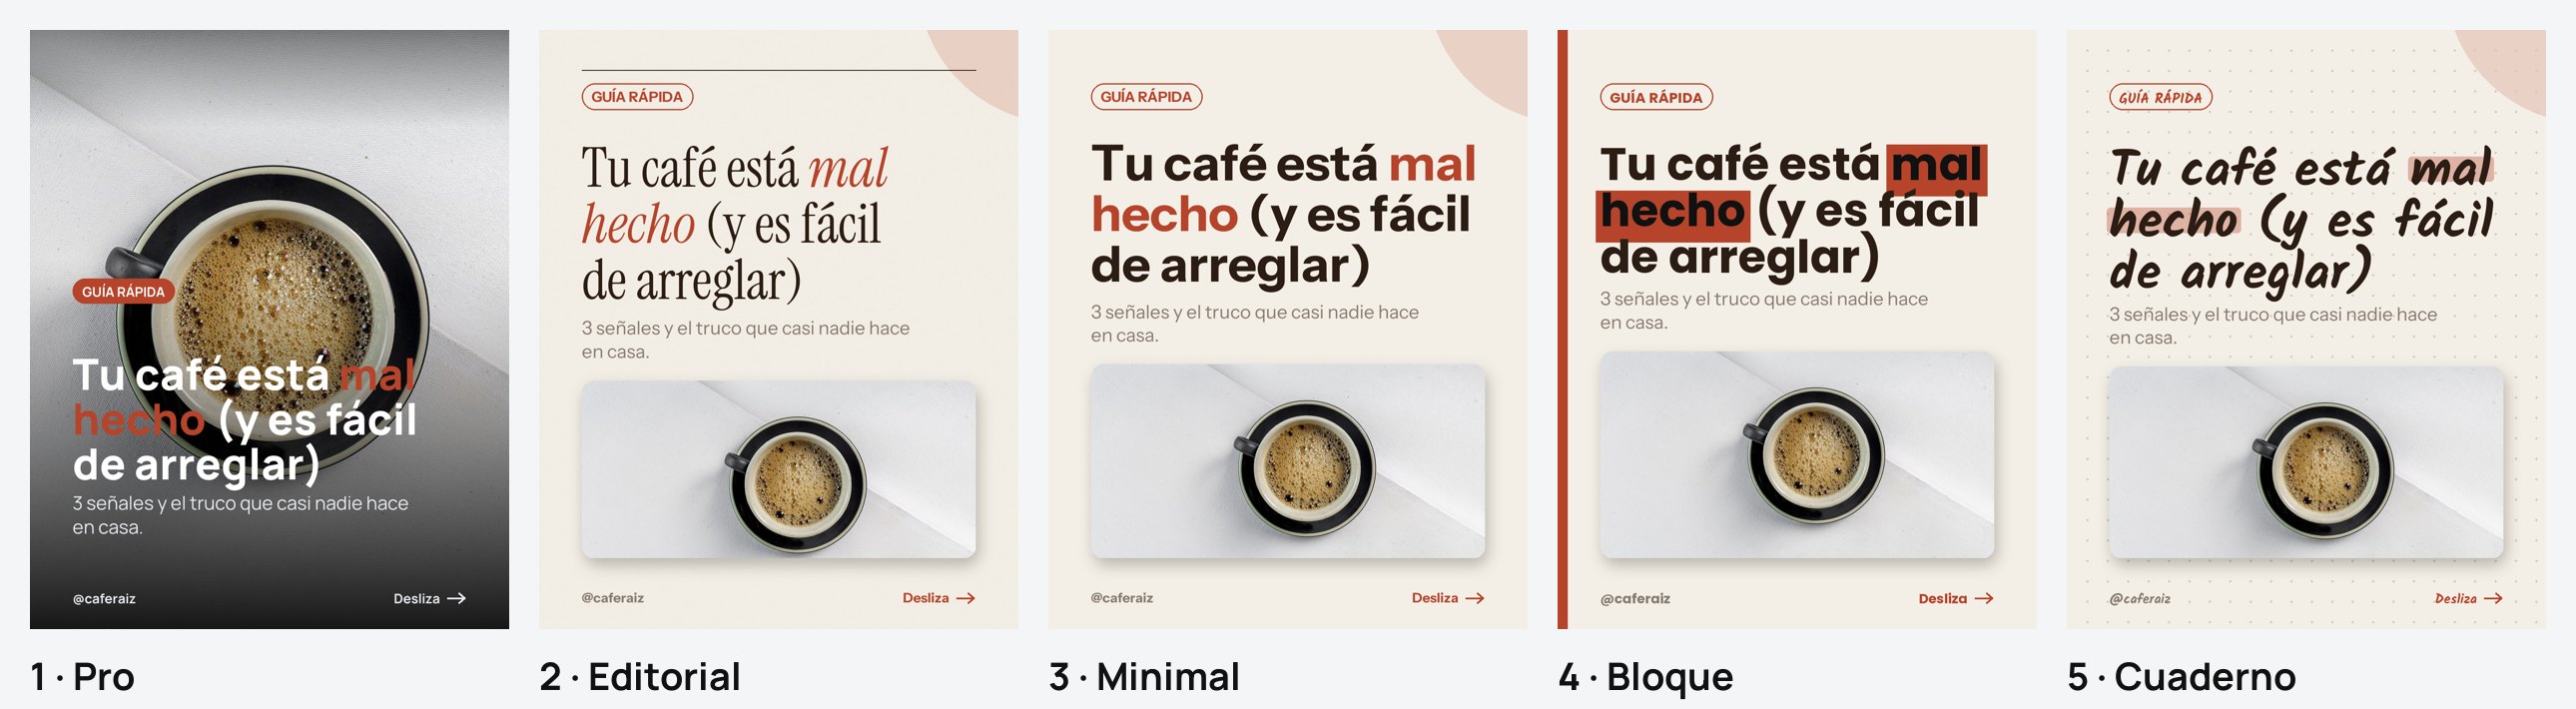 GUÍA RÁPIDA
Tu café está mal
hecho (y es fácil
de arreglar)
3 señales y el truco que casi nadie hace
en casa.
@caferaiz
Desliza →
1 · Pro
GUÍA RÁPIDA
Tu café está mal
hecho (y es fácil
de arreglar)
3 señales y el truco que casi nadie hace
en casa.
@caferaiz
Desliza →
2 · Editorial
GUÍA RÁPIDA
Tu café está mal
hecho (y es fácil
de arreglar)
3 señales y el truco que casi nadie hace
en casa.
@caferaiz
Desliza →
3 · Minimal
GUÍA RÁPIDA
Tu café está mal
hecho (y es fácil
de arreglar)
3 señales y el truco que casi nadie hace
en casa.
@caferaiz
Desliza →
4 · Bloque
GUÍA RÁPIDA
Tu café está mal
hecho (y es fácil
de arreglar)
3 señales y el truco que casi nadie hace
en casa.
@caferaiz
Desliza →
5 · Cuaderno